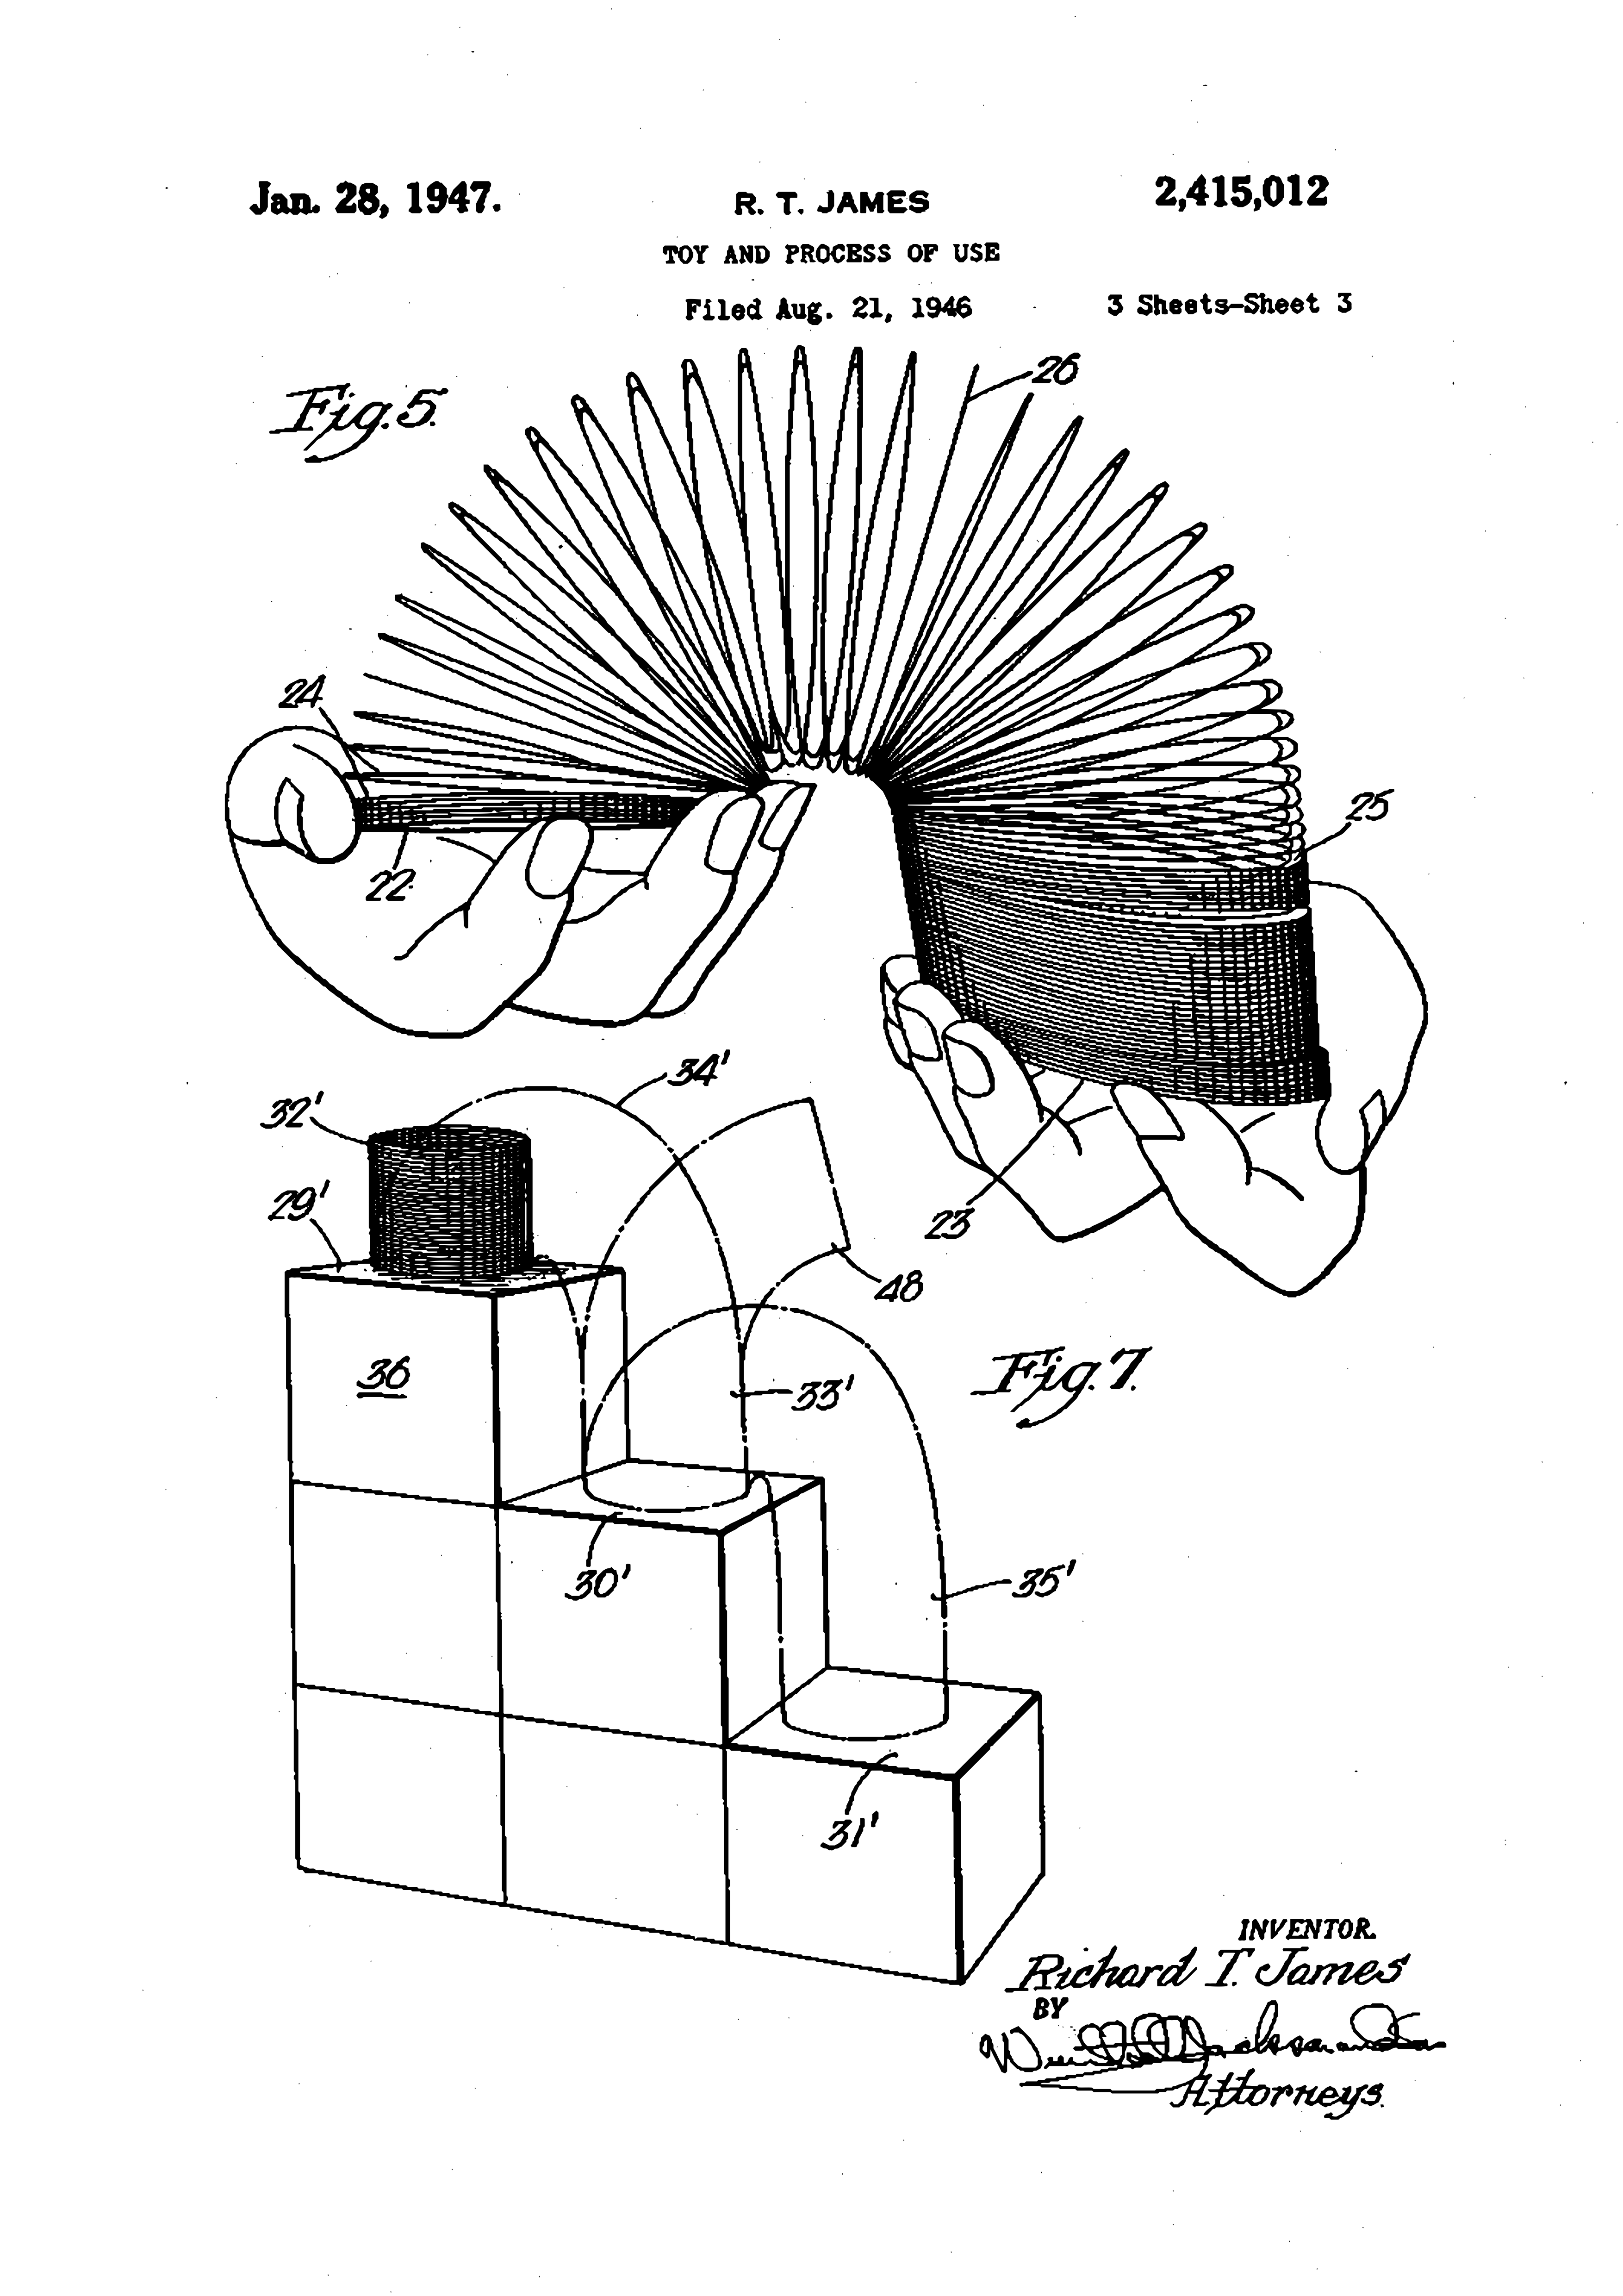 Jan. 28, 1947.
R. T. JAMES
2,415,012
TOY AND PROCESS OF USE
Filed Aug. 21, 1946
3 Sheets-Sheet 3
Fig. 5.
26
24
25
22
23
34'
32'
29'
48
36
33'
Fig. 7.
30'
35'
31'
INVENTOR.
Richard T. James
BY
Attorneys.